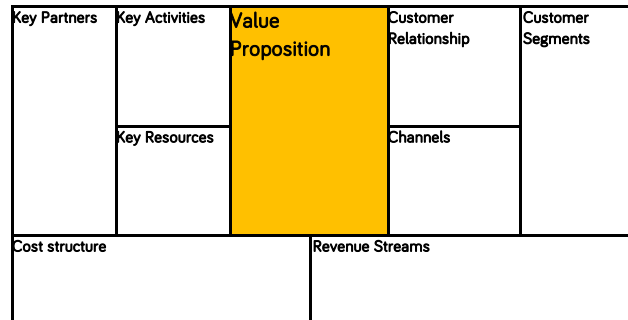 Key Partners
Key Activities
Value
Proposition
Customer
Relationship
Customer
Segments
Key Resources
Channels
Cost structure
Revenue Streams